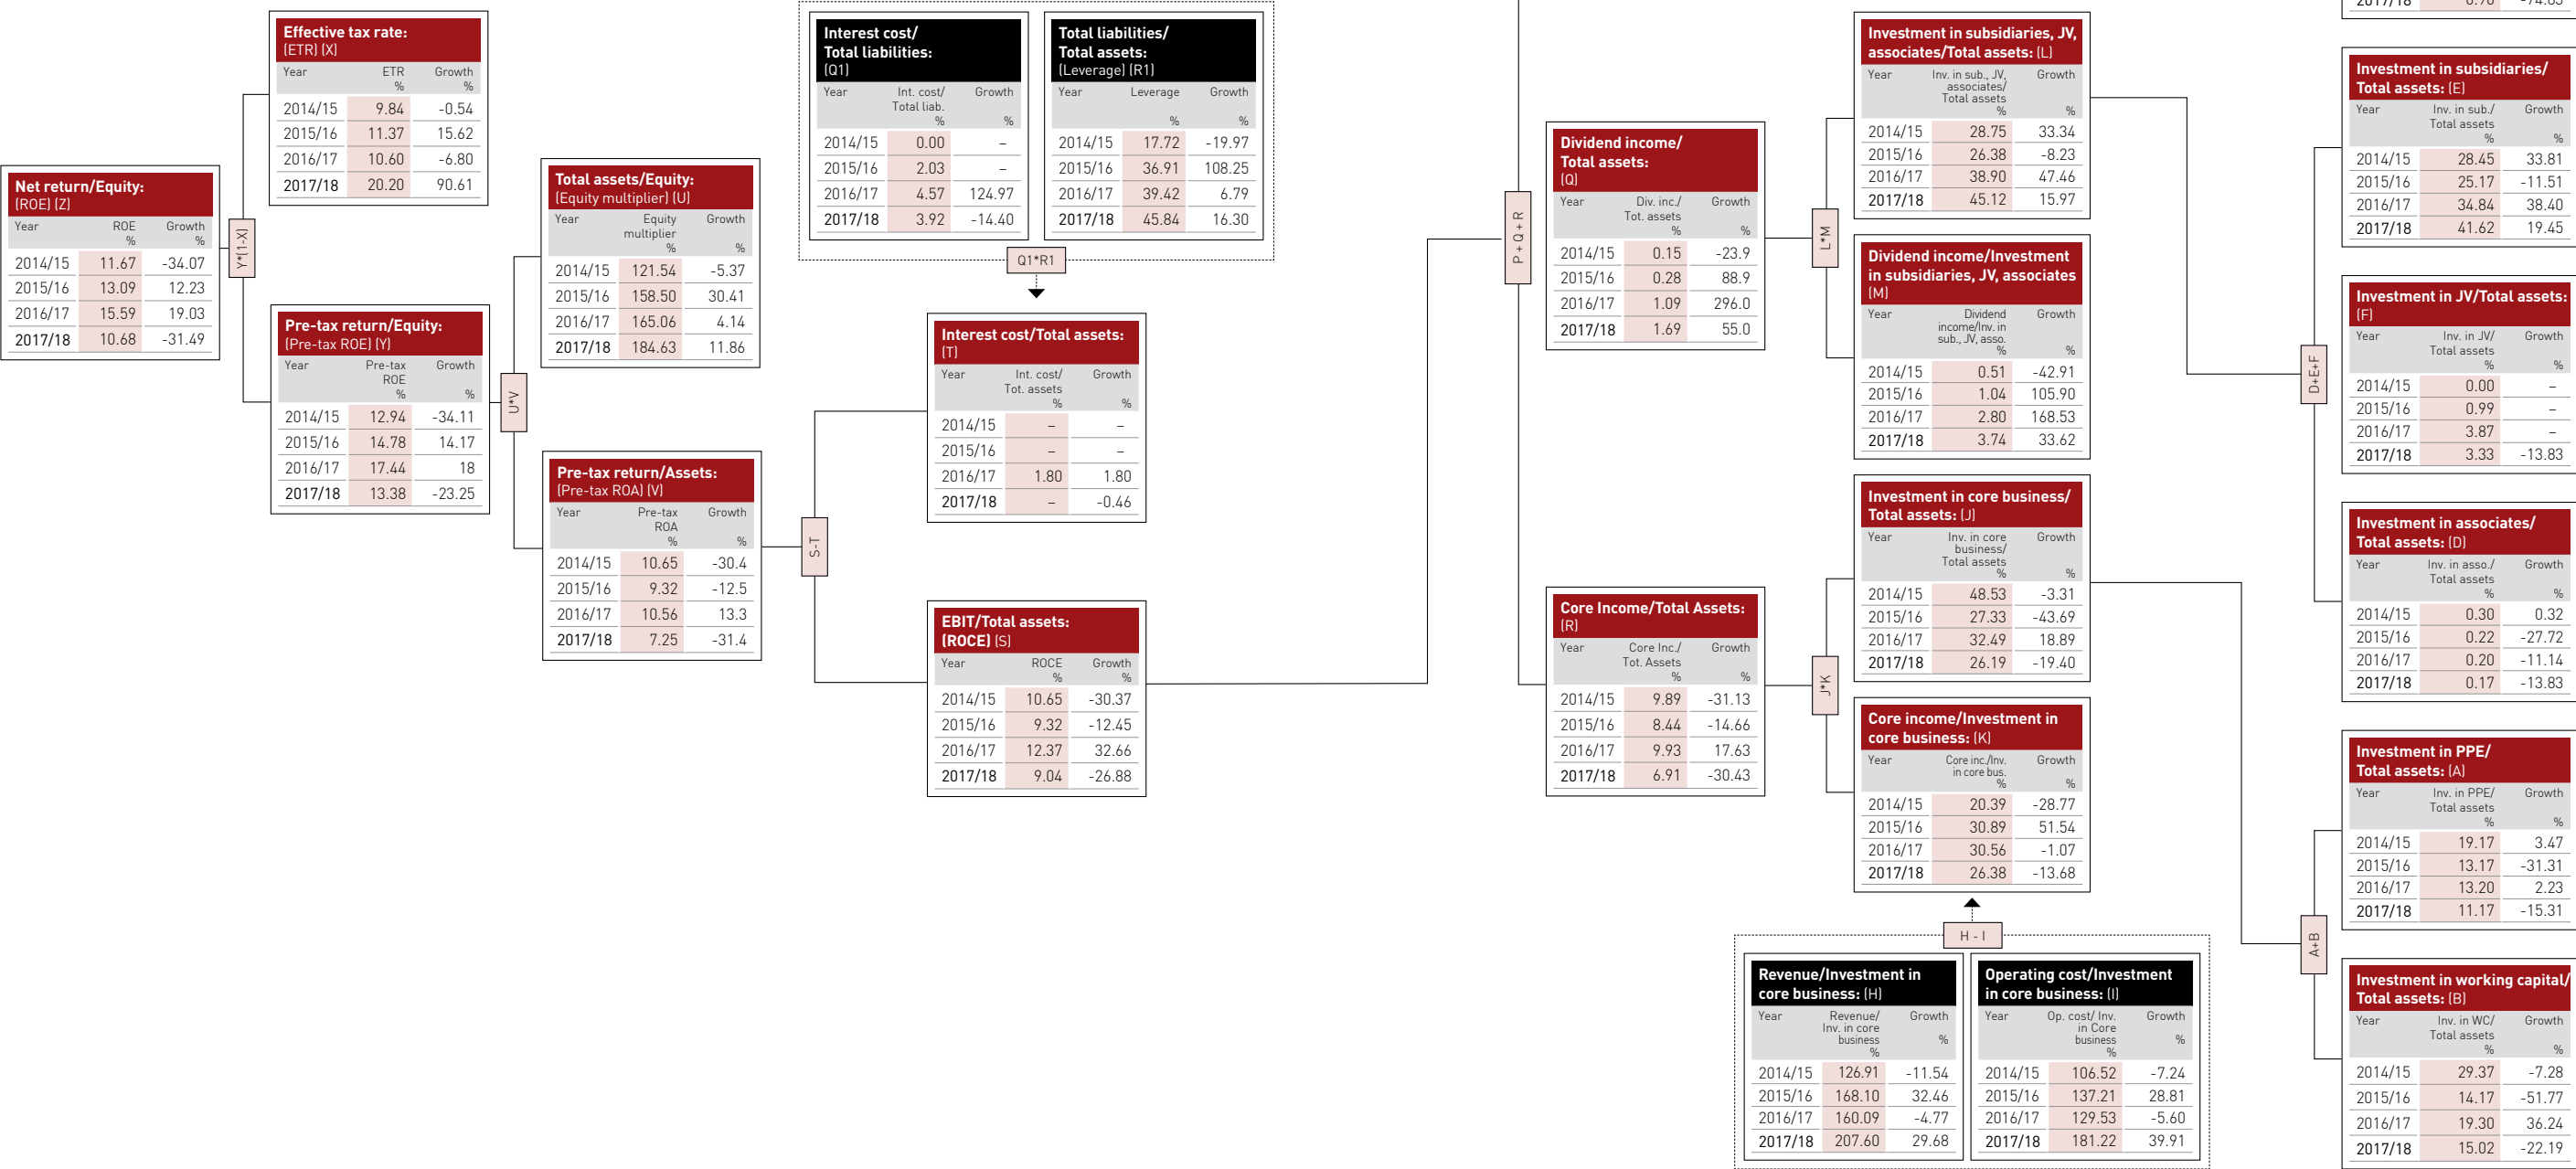 Effective tax rate:
(ETR) (X)
Year ETR Growth
% %
2014/15 9.84 -0.54
2015/16 11.37 15.62
2016/17 10.60 -6.80
2017/18 20.20 90.61
Net return/Equity:
(ROE) (Z)
Year ROE Growth
% %
2014/15 11.67 -34.07
2015/16 13.09 12.23
2016/17 15.59 19.03
2017/18 10.68 -31.49
Y*(1-X)
Pre-tax return/Equity:
(Pre-tax ROE) (Y)
Year Pre-tax Growth
ROE
% %
2014/15 12.94 -34.11
2015/16 14.78 14.17
2016/17 17.44 18
2017/18 13.38 -23.25
Total assets/Equity:
(Equity multiplier) (U)
Year Equity Growth
multiplier
% %
2014/15 121.54 -5.37
2015/16 158.50 30.41
2016/17 165.06 4.14
2017/18 184.63 11.86
U*V
Pre-tax return/Assets:
(Pre-tax ROA) (V)
Year Pre-tax Growth
ROA
% %
2014/15 10.65 -30.4
2015/16 9.32 -12.5
2016/17 10.56 13.3
2017/18 7.25 -31.4
Interest cost/
Total liabilities:
(Q1)
Year Int. cost/ Growth
Total liab.
% %
2014/15 0.00 –
2015/16 2.03 –
2016/17 4.57 124.97
2017/18 3.92 -14.40
Total liabilities/
Total assets:
(Leverage) (R1)
Year Leverage Growth
% %
2014/15 17.72 -19.97
2015/16 36.91 108.25
2016/17 39.42 6.79
2017/18 45.84 16.30
Q1*R1
Interest cost/Total assets:
(T)
Year Int. cost/ Growth
Tot. assets
% %
2014/15 – –
2015/16 – –
2016/17 1.80 1.80
2017/18 – -0.46
S-T
EBIT/Total assets:
(ROCE) (S)
Year ROCE Growth
% %
2014/15 10.65 -30.37
2015/16 9.32 -12.45
2016/17 12.37 32.66
2017/18 9.04 -26.88
P + Q + R
Dividend income/
Total assets:
(Q)
Year Div. inc./ Growth
Tot. assets
% %
2014/15 0.15 -23.9
2015/16 0.28 88.9
2016/17 1.09 296.0
2017/18 1.69 55.0
L*M
Core Income/Total Assets:
(R)
Year Core Inc./ Growth
Tot. Assets
% %
2014/15 9.89 -31.13
2015/16 8.44 -14.66
2016/17 9.93 17.63
2017/18 6.91 -30.43
J*K
Investment in subsidiaries, JV,
associates/Total assets: (L)
Year Inv. in sub., JV, Growth
associates/
Total assets
%
2014/15 28.75 33.34
2015/16 26.38 -8.23
2016/17 38.90 47.46
2017/18 45.12 15.97
Dividend income/Investment
in subsidiaries, JV, associates
(M)
Year Dividend Growth
income/Inv. in
sub., JV, asso.
% %
2014/15 0.51 -42.91
2015/16 1.04 105.90
2016/17 2.80 168.53
2017/18 3.74 33.62
Investment in core business/
Total assets: (J)
Year Inv. in core Growth
business/
Total assets
% %
2014/15 48.53 -3.31
2015/16 27.33 -43.69
2016/17 32.49 18.89
2017/18 26.19 -19.40
Core income/Investment in
core business: (K)
Year Core inc./Inv. Growth
in core bus.
% %
2014/15 20.39 -28.77
2015/16 30.89 51.54
2016/17 30.56 -1.07
2017/18 26.38 -13.68
H - I
Revenue/Investment in
core business: (H)
Year Revenue/ Growth
Inv. in core
business %
%
2014/15 126.91 -11.54
2015/16 168.10 32.46
2016/17 160.09 -4.77
2017/18 207.60 29.68
Operating cost/Investment
in core business: (I)
Year Op. cost/ Inv. Growth
in Core
business %
%
2014/15 106.52 -7.24
2015/16 137.21 28.81
2016/17 129.53 -5.60
2017/18 181.22 39.91
D+E+F
A+B
Investment in subsidiaries/
Total assets: (E)
Year Inv. in sub./ Growth
Total assets
% %
2014/15 28.45 33.81
2015/16 25.17 -11.51
2016/17 34.84 38.40
2017/18 41.62 19.45
Investment in JV/Total assets:
(F)
Year Inv. in JV/ Growth
Total assets
% %
2014/15 0.00 –
2015/16 0.99 –
2016/17 3.87 –
2017/18 3.33 -13.83
Investment in associates/
Total assets: (D)
Year Inv. in asso./ Growth
Total assets
% %
2014/15 0.30 0.32
2015/16 0.22 -27.72
2016/17 0.20 -11.14
2017/18 0.17 -13.83
Investment in PPE/
Total assets: (A)
Year Inv. in PPE/ Growth
Total assets
% %
2014/15 19.17 3.47
2015/16 13.17 -31.31
2016/17 13.20 2.23
2017/18 11.17 -15.31
Investment in working capital/
Total assets: (B)
Year Inv. in WC/ Growth
Total assets
% %
2014/15 29.37 -7.28
2015/16 14.17 -51.77
2016/17 19.30 36.24
2017/18 15.02 -22.19